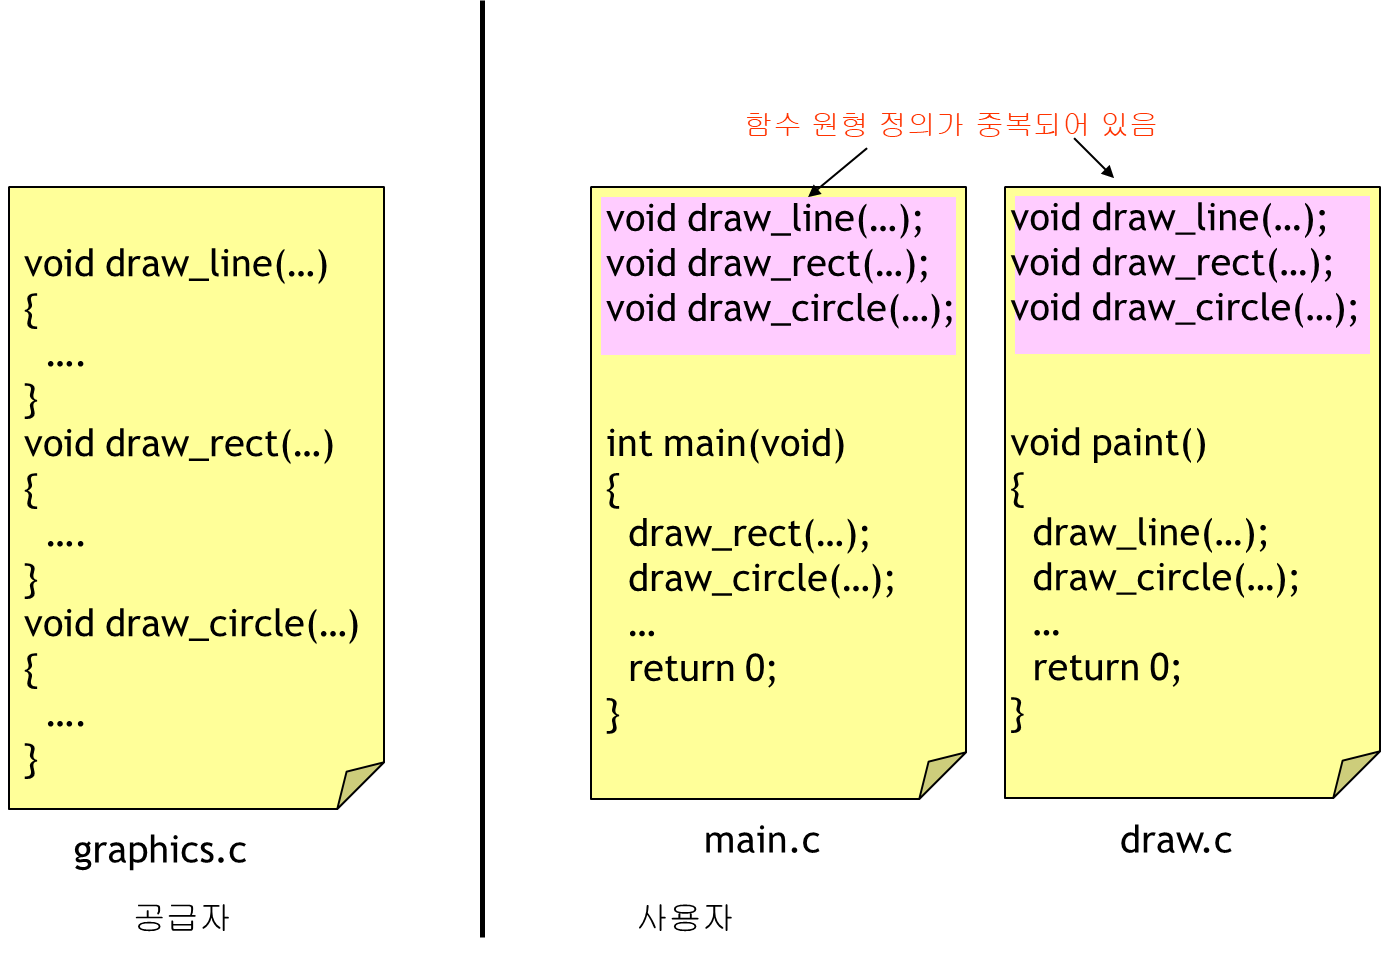 함수 원형 정의가 중복되어 있음
void draw_line(…)
{
….
}
void draw_rect(…)
{
….
}
void draw_circle(…)
{
….
}
graphics.c
공급자
void draw_line(…);
void draw_rect(…);
void draw_circle(…);
int main(void)
{
draw_rect(…);
draw_circle(…);
…
return 0;
}
main.c
void draw_line(…);
void draw_rect(…);
void draw_circle(…);
void paint()
{
draw_line(…);
draw_circle(…);
…
return 0;
}
draw.c
사용자